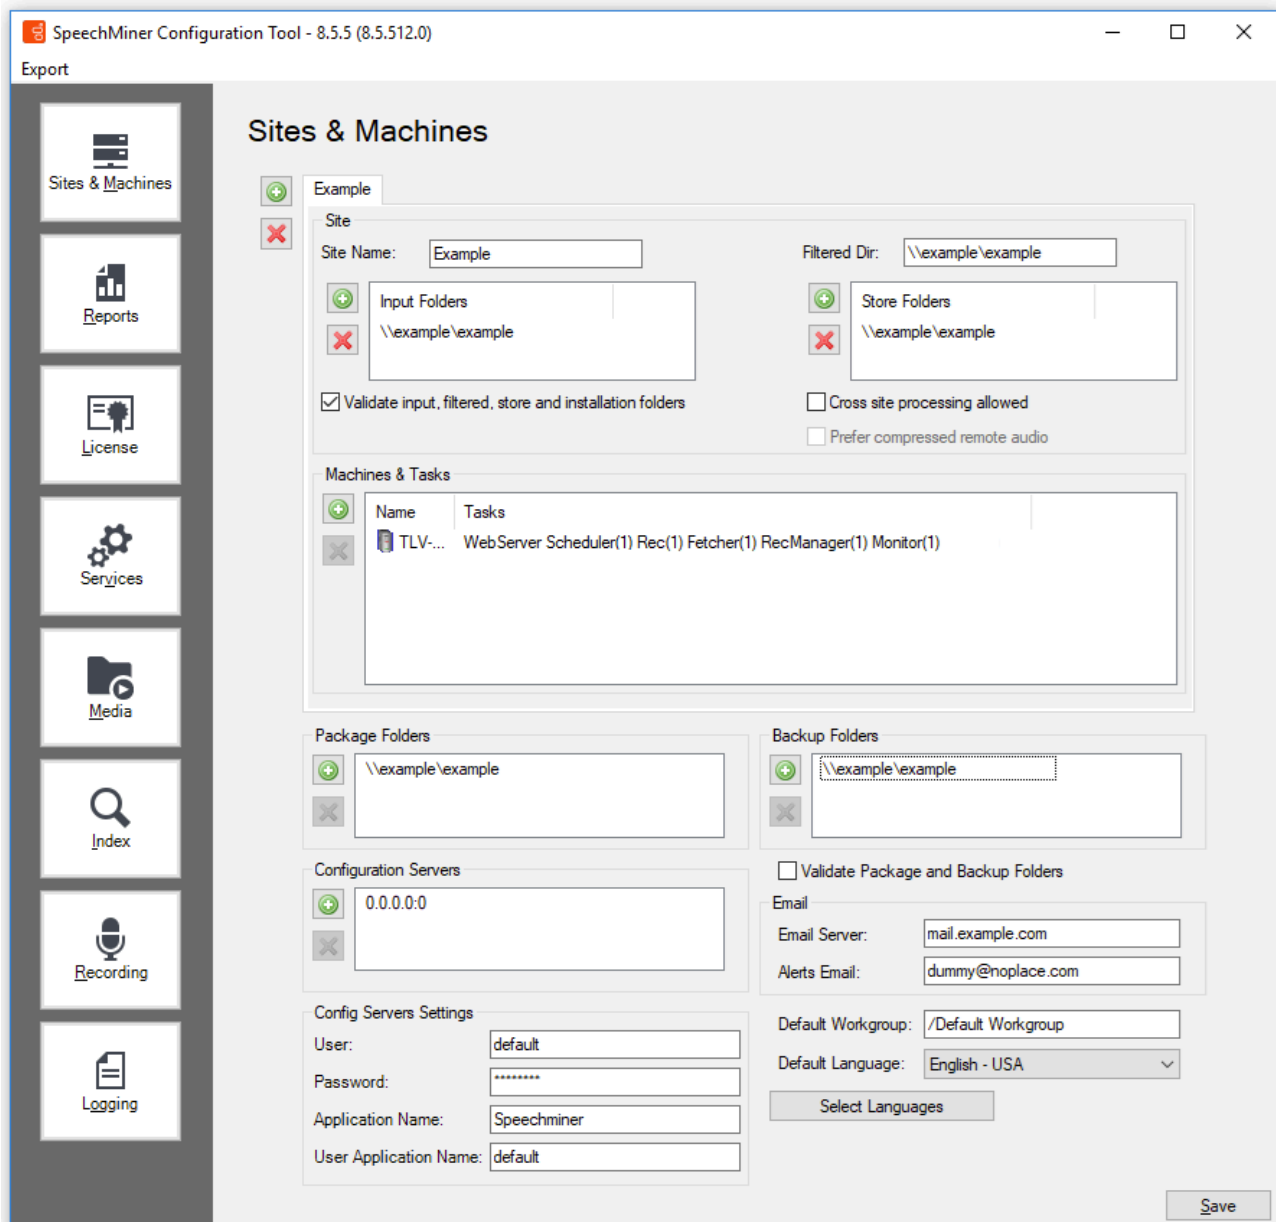 SpeechMiner Configuration Tool - 8.5.5 (8.5.512.0)
Export
Sites & Machines
Reports
License
Services
Media
Index
Recording
Logging
Sites & Machines
Example
Site
Site Name: Example
Filtered Dir: \\example\example
Input Folders
\\example\example
Store Folders
\\example\example
Validate input, filtered, store and installation folders
Cross site processing allowed
Prefer compressed remote audio
Machines & Tasks
Name Tasks
TLV-... WebServer Scheduler(1) Rec(1) Fetcher(1) RecManager(1) Monitor(1)
Package Folders
\\example\example
Backup Folders
\\example\example
Configuration Servers
0.0.0.0:0
Validate Package and Backup Folders
Email
Email Server: mail.example.com
Alerts Email: dummy@noplace.com
Config Servers Settings
User: default
Password: ********
Application Name: Speechminer
User Application Name: default
Default Workgroup: /Default Workgroup
Default Language: English - USA
Select Languages
Save